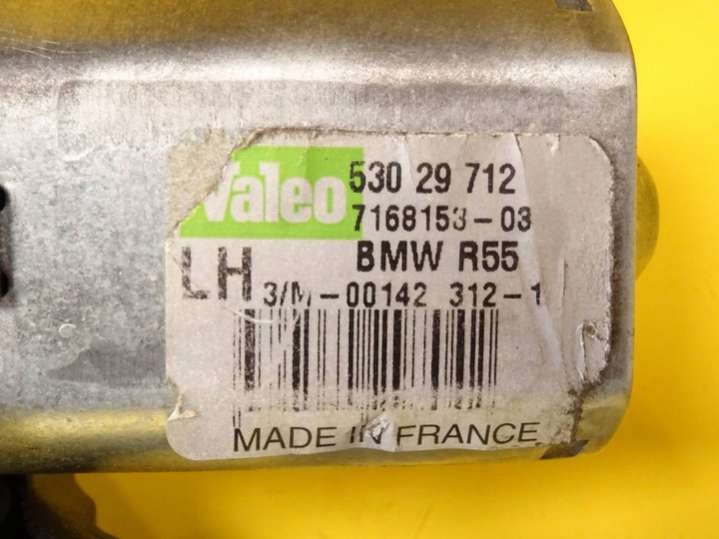 Valeo 530 29 712
7168153-03
BMW R55
LH 3/M-00142 312-1
MADE IN FRANCE